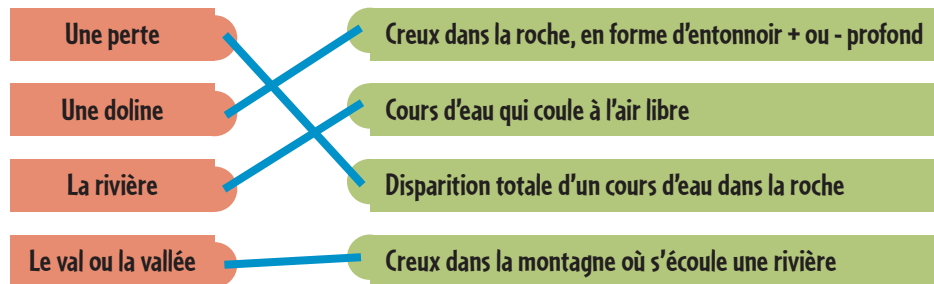 Une perte
Creux dans la roche, en forme d'entonnoir + ou - profond
Une doline
Cours d'eau qui coule à l'air libre
La rivière
Disparition totale d'un cours d'eau dans la roche
Le val ou la vallée
Creux dans la montagne où s'écoule une rivière